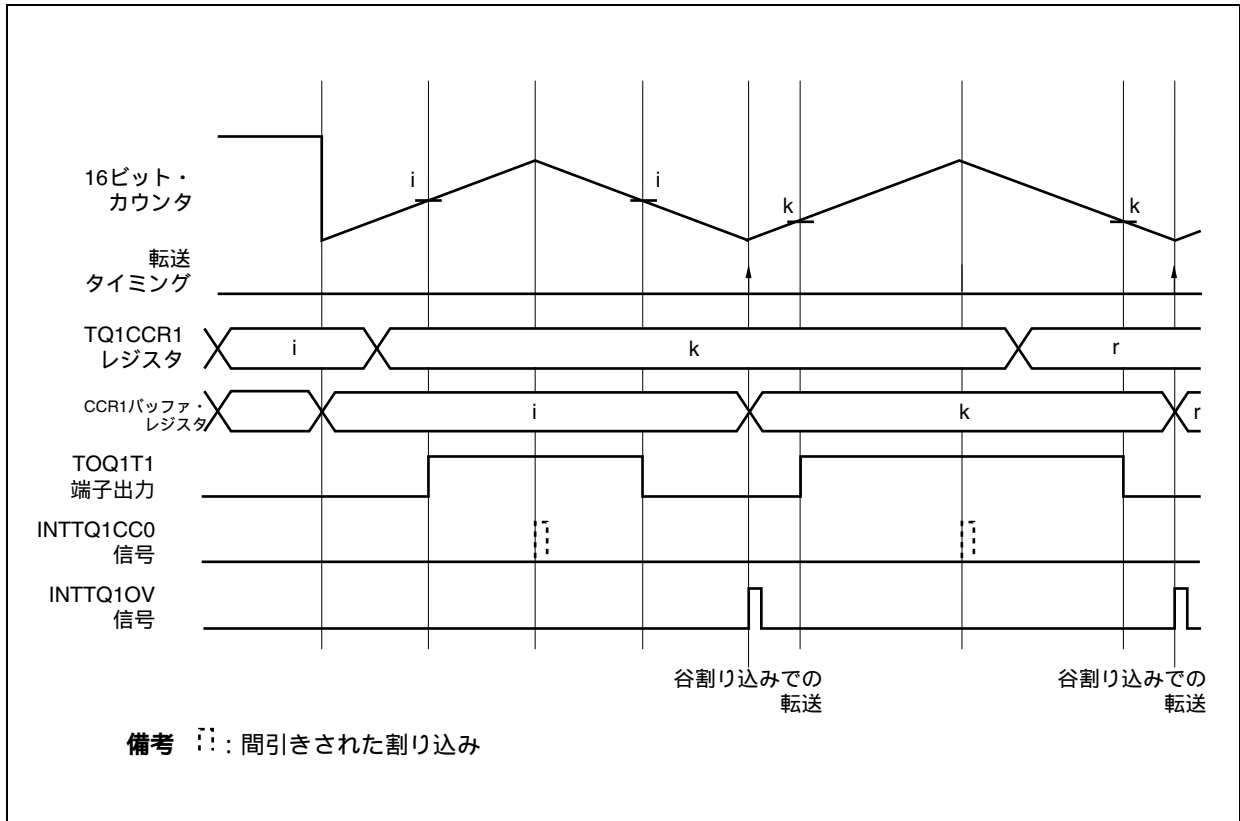 16ビット・
カウンタ
i
i
k
k
転送
タイミング
TQ1CCR1
レジスタ
i
k
r
CCR1バッファ・
レジスタ
i
k
r
TOQ1T1
端子出力
INTTQ1CC0
信号
INTTQ1OV
信号
谷割り込みでの
転送
谷割り込みでの
転送
備考 : 間引きされた割り込み